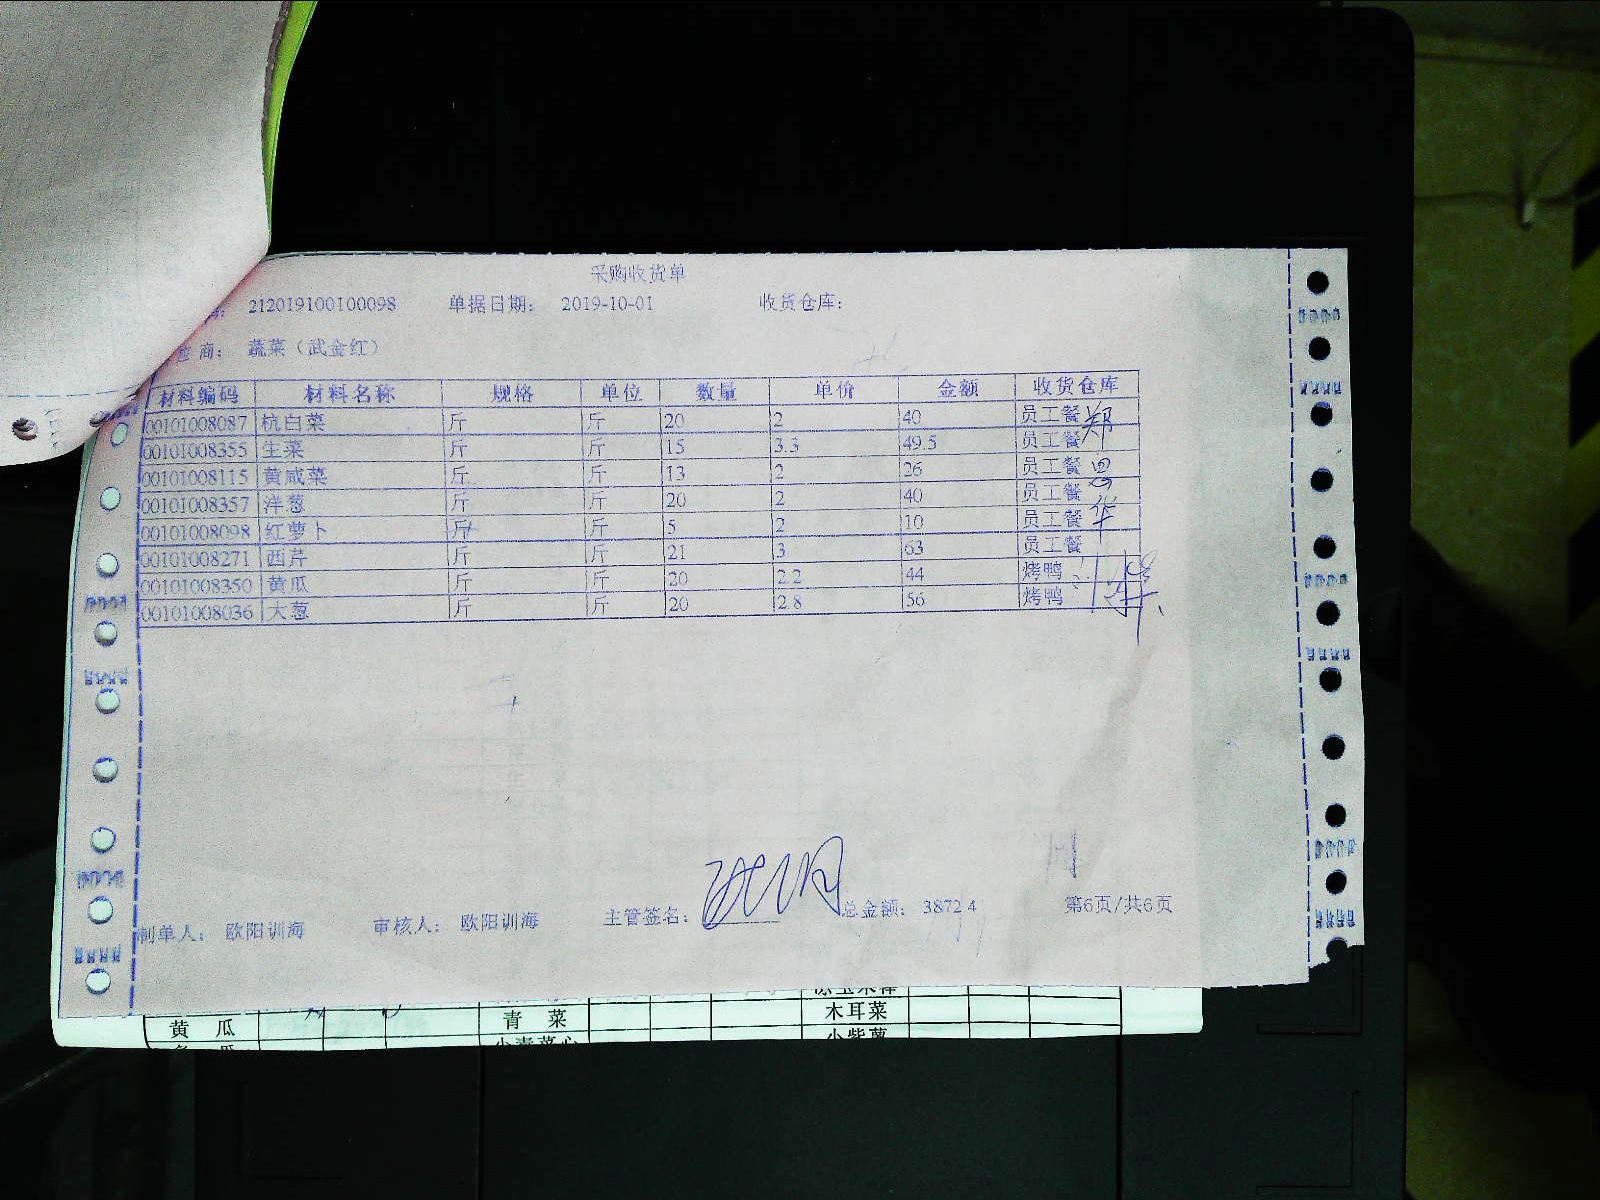 采购收货单
212019100100098 单据日期: 2019-10-01 收货仓库:
应商: 蔬菜(武金红)
材料编码 材料名称 规格 单位 数量 单价 金额 收货仓库
00101008087 杭白菜 斤 斤 20 2 40 员工餐
00101008355 生菜 斤 斤 15 3.3 49.5 员工餐
00101008115 黄咸菜 斤 斤 13 2 26 员工餐
00101008357 洋葱 斤 斤 20 2 40 员工餐
00101008098 红萝卜 斤 斤 5 2 10 员工餐
00101008271 西芹 斤 斤 21 3 63 员工餐
00101008350 黄瓜 斤 斤 20 2.2 44 烤鸭
00101008036 大葱 斤 斤 20 2.8 56 烤鸭
郑
制单人: 欧阳训海 审核人: 欧阳训海 主管签名: 总金额: 3872.4 第6页/共6页
黄 瓜 青 菜 木耳菜